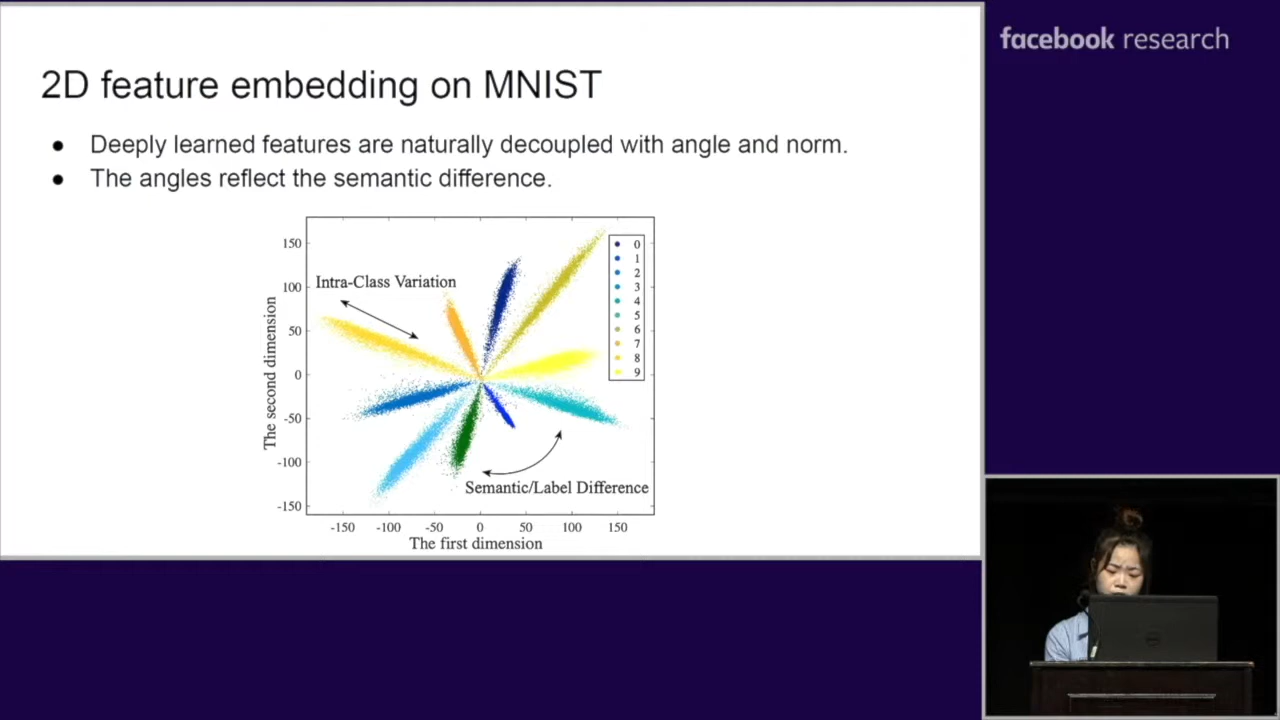 facebook research
2D feature embedding on MNIST
● Deeply learned features are naturally decoupled with angle and norm.
● The angles reflect the semantic difference.
150
100
50
0
-50
-100
-150
The second dimension
Intra-Class Variation
0
1
2
3
4
5
6
7
8
9
Semantic/Label Difference
-150 -100 -50 0 50 100 150
The first dimension